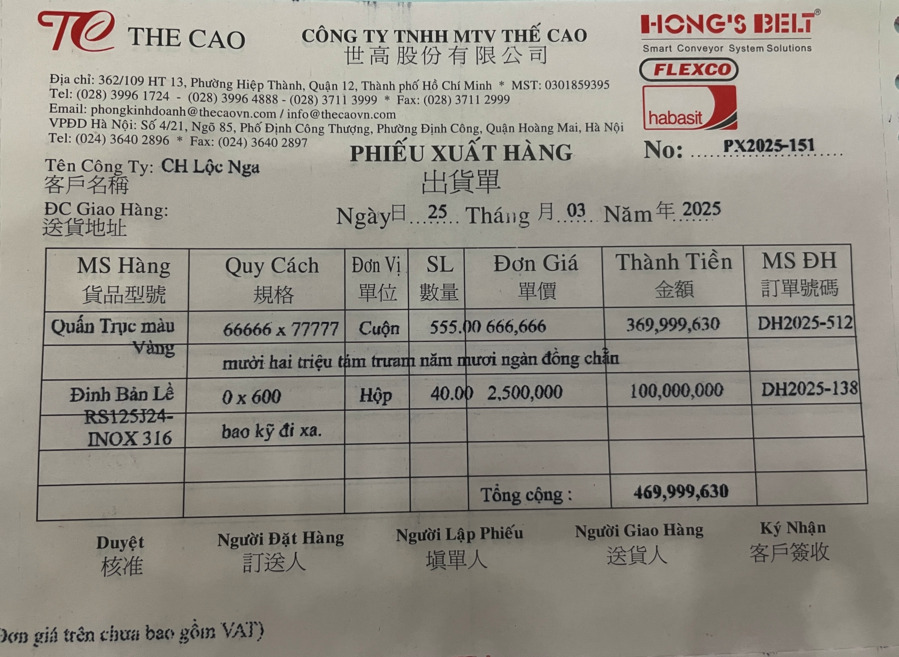 TC THE CAO
CÔNG TY TNHH MTV THẾ CAO
世高股份有限公司
HONG'S BELT®
Smart Conveyor System Solutions
FLEXCO
habasit
Địa chỉ: 362/109 HT 13, Phường Hiệp Thành, Quận 12, Thành phố Hồ Chí Minh * MST: 0301859395
Tel: (028) 3996 1724 - (028) 3996 4888 - (028) 3711 3999 * Fax: (028) 3711 2999
Email: phongkinhdoanh@thecaovn.com / info@thecaovn.com
VPĐD Hà Nội: Số 4/21, Ngõ 85, Phố Định Công Thượng, Phường Định Công, Quận Hoàng Mai, Hà Nội
Tel: (024) 3640 2896 * Fax: (024) 3640 2897
PHIẾU XUẤT HÀNG
出貨單
No: PX2025-151
Tên Công Ty: CH Lộc Nga
客戶名稱
ĐC Giao Hàng:
送貨地址
Ngày日...25 Tháng 月 03 Năm 年 2025
MS Hàng Quy Cách Đơn Vị SL Đơn Giá Thành Tiền MS ĐH
貨品型號 規格 單位 數量 單價 金額 訂單號碼
Quấn Trục màu 66666 x 77777 Cuộn 555.00 666,666 369,999,630 DH2025-512
Vàng
mười hai triệu tám trưam năm mươi ngàn đồng chẵn
Đinh Bản Lề 0 x 600 Hộp 40.00 2,500,000 100,000,000 DH2025-138
RS125J24-
INOX 316 bao kỹ đi xa.
Tổng cộng : 469,999,630
Duyệt Người Đặt Hàng Người Lập Phiếu Người Giao Hàng Ký Nhận
核准 訂送人 填單人 送貨人 客戶簽收
Đơn giá trên chưa bao gồm VAT)